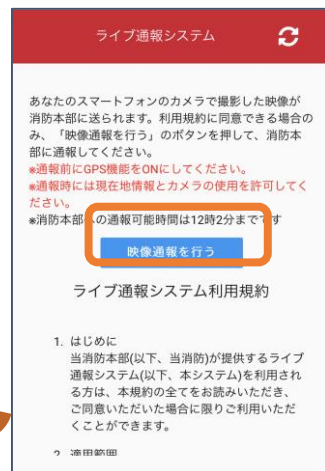 ライブ通報システム
あなたのスマートフォンのカメラで撮影した映像が
消防本部に送られます。利用規約に同意できる場合の
み、「映像通報を行う」のボタンを押して、消防本
部に通報してください。
※通報前にGPS機能をONにしてください。
※通報時には現在地情報とカメラの使用を許可してく
ださい。
※消防本部への通報可能時間は12時2分までです
映像通報を行う
ライブ通報システム利用規約
1. はじめに
当消防本部(以下、当消防)が提供するライブ
通報システム(以下、本システム)を利用され
る方は、本規約の全てをお読みいただき、
ご同意いただいた場合に限りご利用いただ
くことができます。
2. 適用範囲